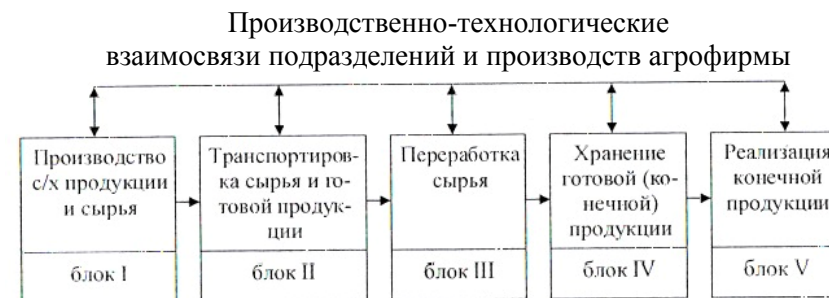 Производственно-технологические
взаимосвязи подразделений и производств агрофирмы
Производство
с/х продукции
и сырья
блок I
Транспортиров-
ка сырья и го-
товой продук-
ции
блок II
Переработка
сырья
блок III
Хранение
готовой (ко-
нечной)
продукции
блок IV
Реализация
конечной
продукции
блок V